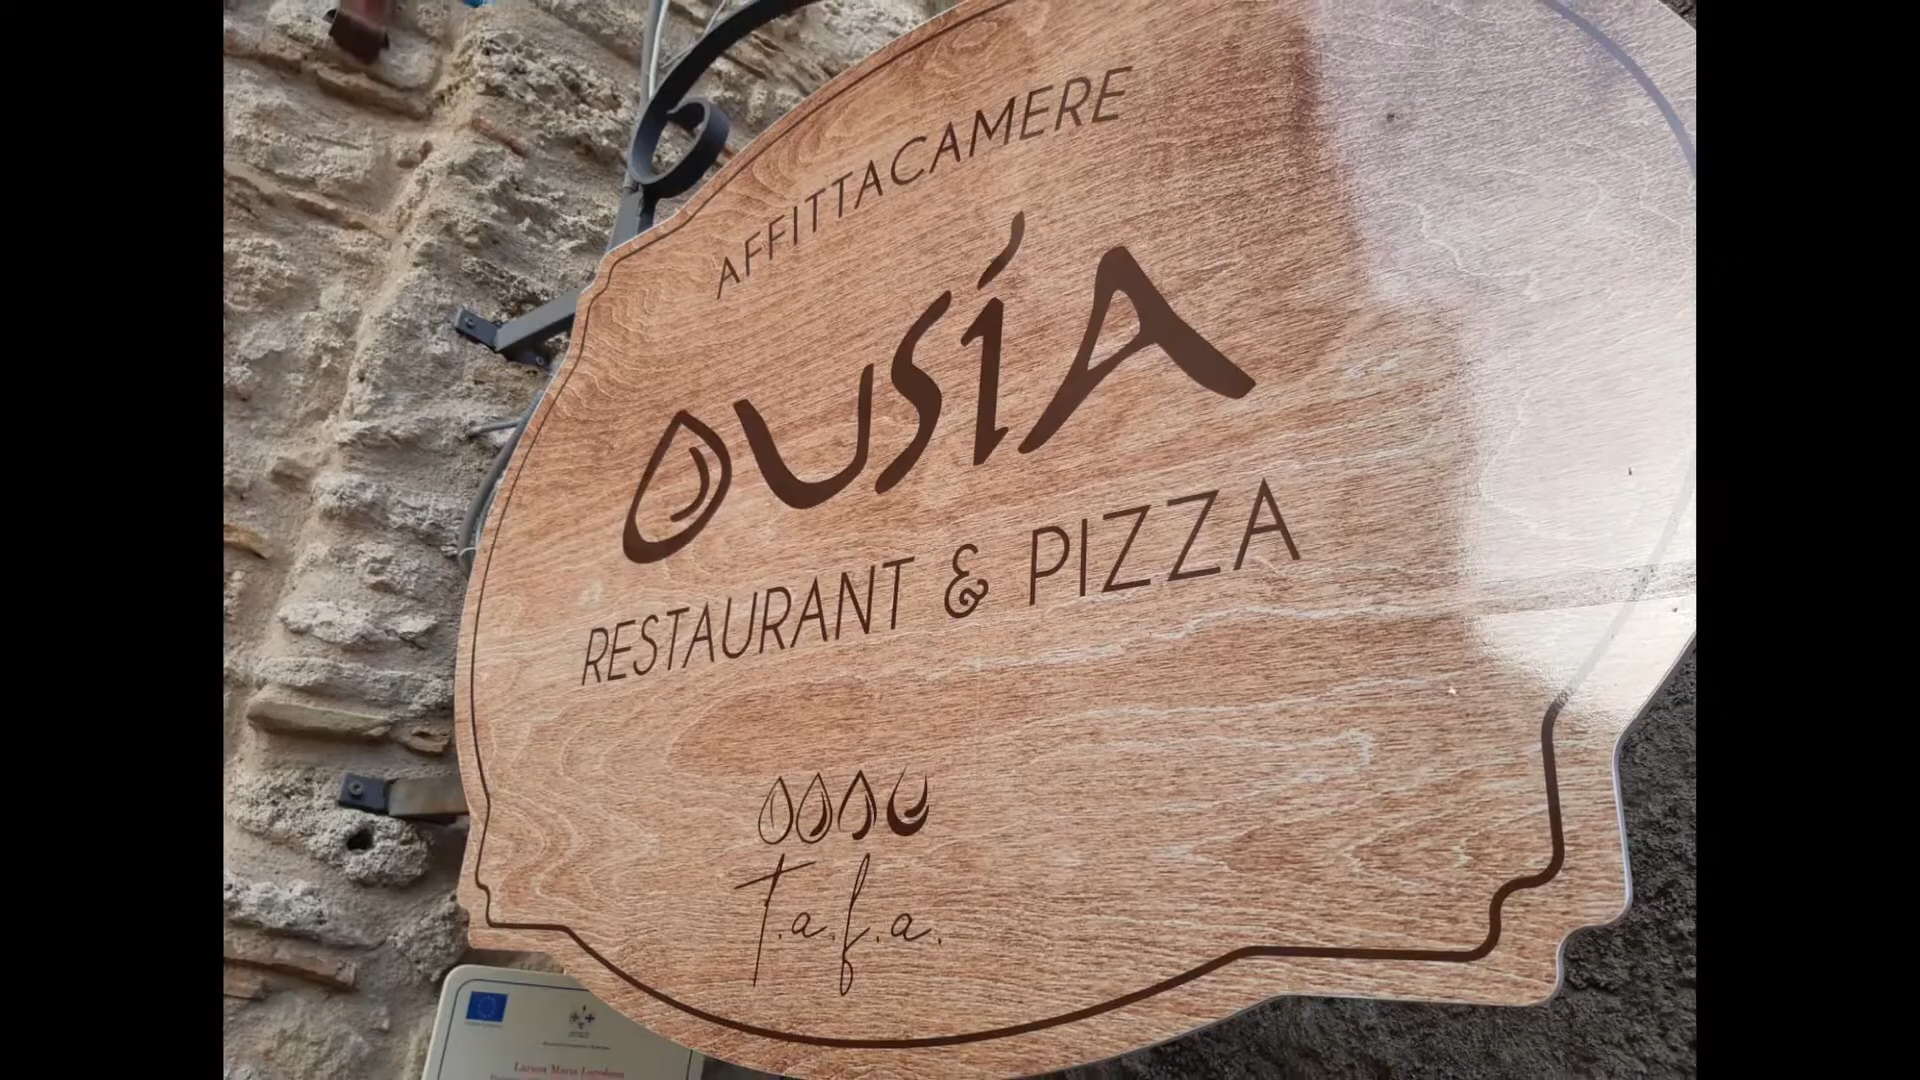 AFFITTACAMERE
OUSÍA
RESTAURANT & PIZZA
t.a.f.a.